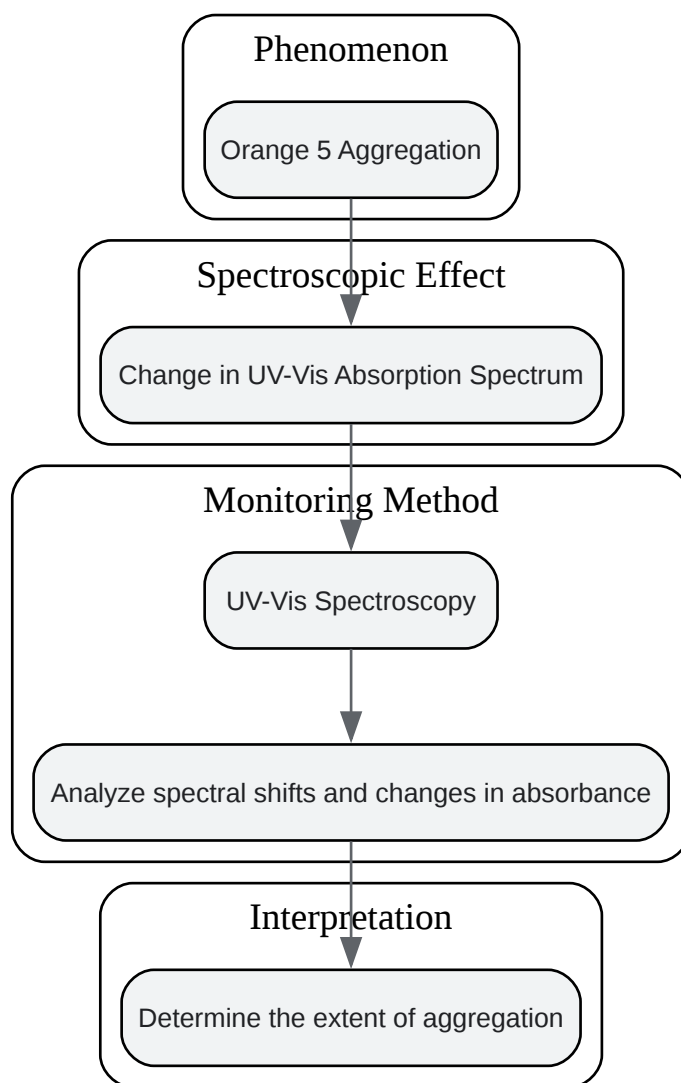 Phenomenon
Orange 5 Aggregation
Spectroscopic Effect
Change in UV-Vis Absorption Spectrum
Monitoring Method
UV-Vis Spectroscopy
Analyze spectral shifts and changes in absorbance
Interpretation
Determine the extent of aggregation